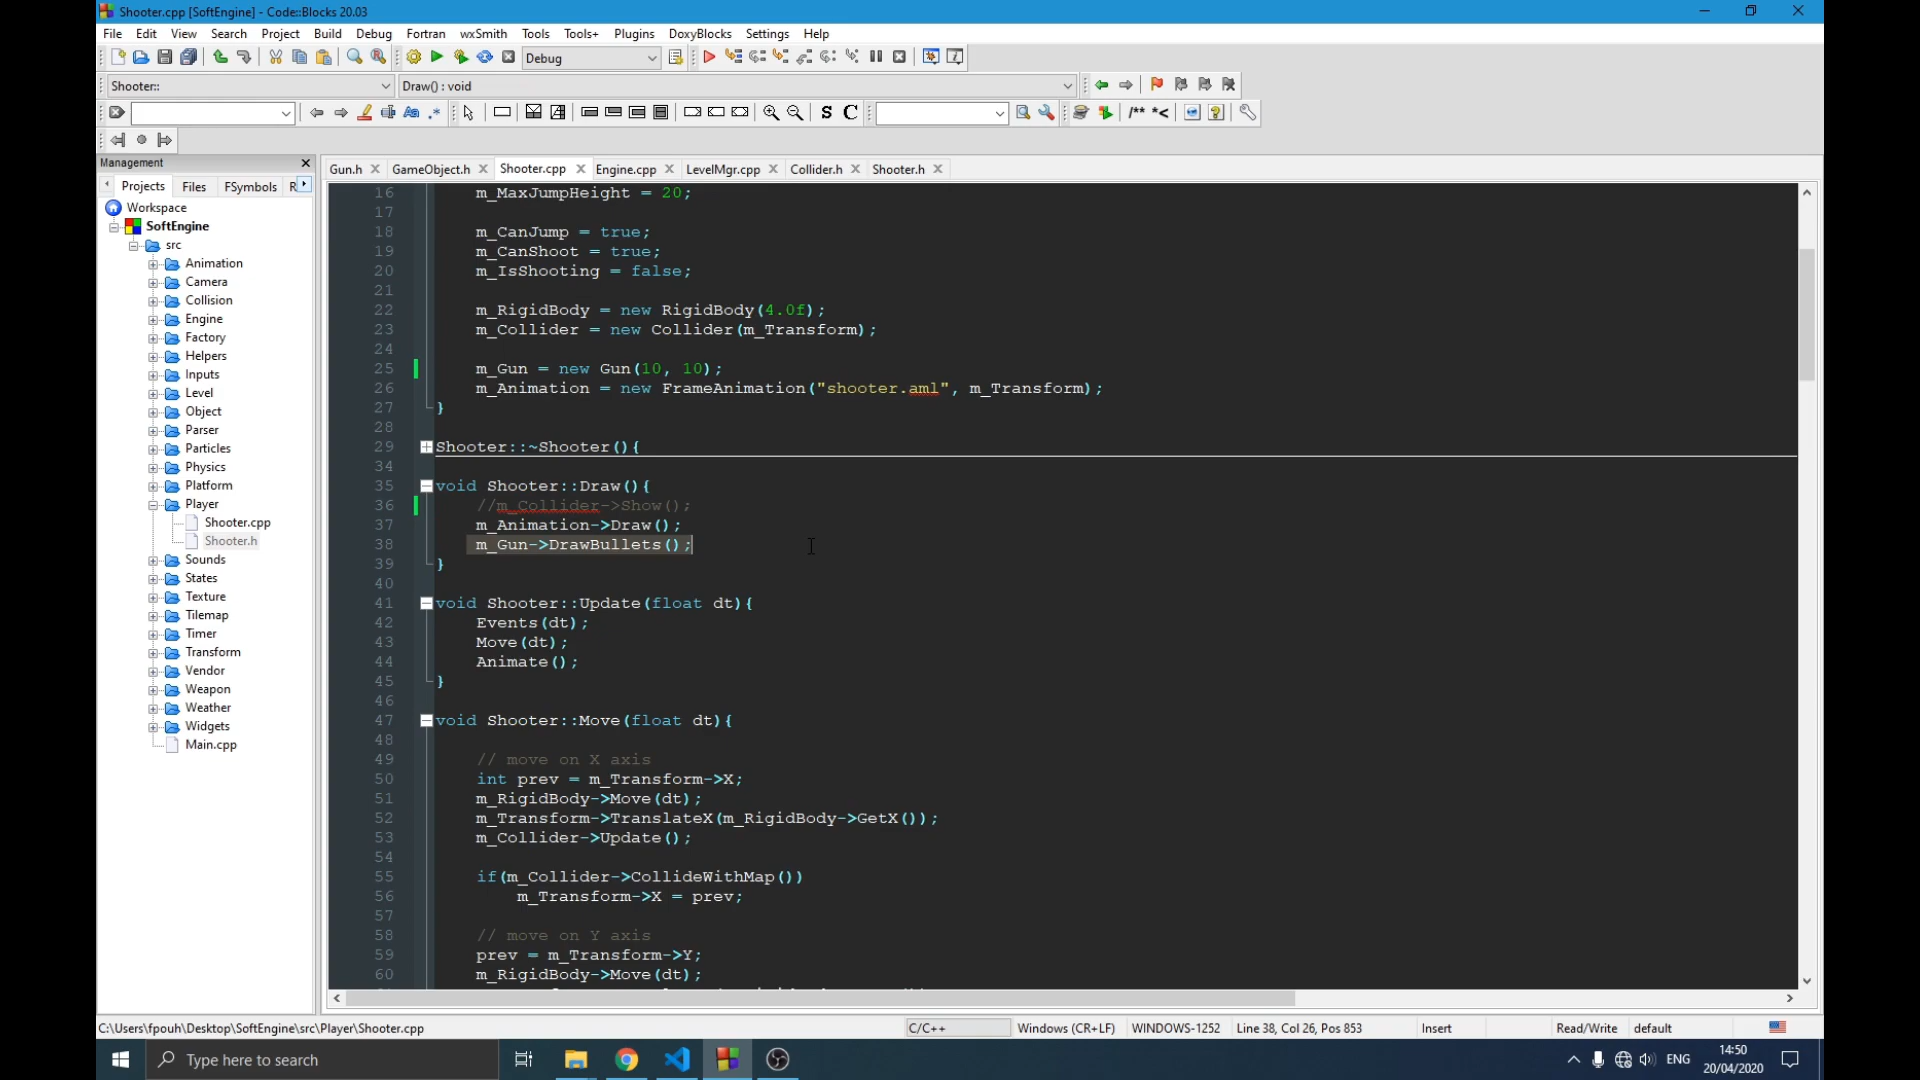 Shooter.cpp [SoftEngine] - Code::Blocks 20.03
File Edit View Search Project Build Debug Fortran wxSmith Tools Tools+ Plugins DoxyBlocks Settings Help
Debug
Shooter::
Draw() : void
S C
/** *<
Management
Projects Files FSymbols R
Workspace
SoftEngine
src
Animation
Camera
Collision
Engine
Factory
Helpers
Inputs
Level
Object
Parser
Particles
Physics
Platform
Player
Shooter.cpp
Shooter.h
Sounds
States
Texture
Tilemap
Timer
Transform
Vendor
Weapon
Weather
Widgets
Main.cpp
Gun.h GameObject.h Shooter.cpp Engine.cpp LevelMgr.cpp Collider.h Shooter.h
16 m_MaxJumpHeight = 20;
17
18 m_CanJump = true;
19 m_CanShoot = true;
20 m_IsShooting = false;
21
22 m_RigidBody = new RigidBody(4.0f);
23 m_Collider = new Collider(m_Transform);
24
25 m_Gun = new Gun(10, 10);
26 m_Animation = new FrameAnimation("shooter.aml", m_Transform);
27 }
28
29 Shooter::~Shooter(){
34
35 void Shooter::Draw(){
36 //m_Collider->Show();
37 m_Animation->Draw();
38 m_Gun->DrawBullets();
39 }
40
41 void Shooter::Update(float dt){
42 Events(dt);
43 Move(dt);
44 Animate();
45 }
46
47 void Shooter::Move(float dt){
48
49 // move on X axis
50 int prev = m_Transform->X;
51 m_RigidBody->Move(dt);
52 m_Transform->TranslateX(m_RigidBody->GetX());
53 m_Collider->Update();
54
55 if(m_Collider->CollideWithMap())
56 m_Transform->X = prev;
57
58 // move on Y axis
59 prev = m_Transform->Y;
60 m_RigidBody->Move(dt);
C:\Users\fpouh\Desktop\SoftEngine\src\Player\Shooter.cpp
C/C++
Windows (CR+LF)
WINDOWS-1252
Line 38, Col 26, Pos 853
Insert
Read/Write
default
Type here to search
ENG
14:50
20/04/2020